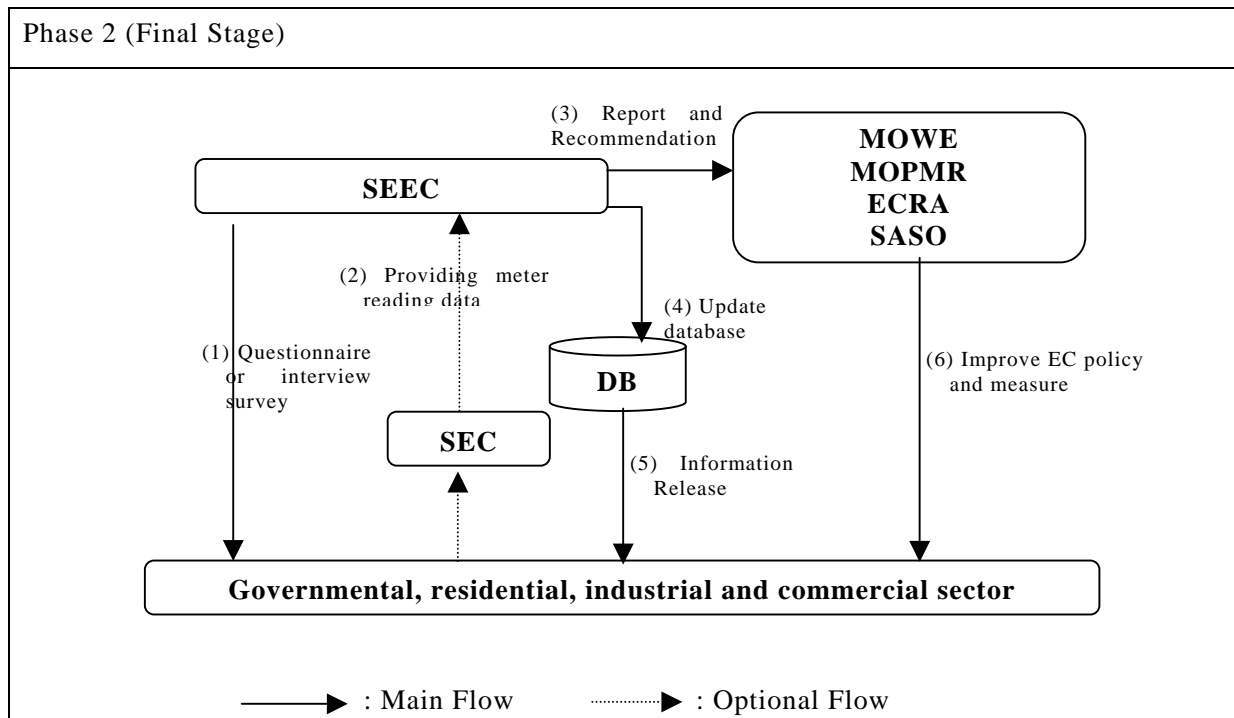 Phase 2 (Final Stage)
(3) Report and
Recommendation
MOWE
MOPMR
ECRA
SASO
SEEC
(2) Providing meter
reading data
(4) Update
database
(1) Questionnaire
or interview
survey
DB
(6) Improve EC policy
and measure
SEC
(5) Information
Release
Governmental, residential, industrial and commercial sector
: Main Flow
: Optional Flow